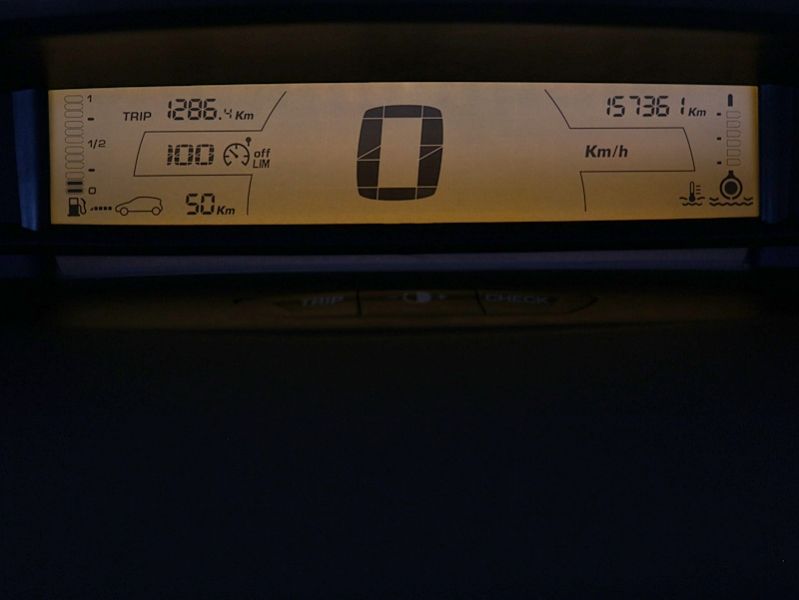 1
TRIP 1286.4 Km
157361 Km
1/2
100 off
LIM
0
Km/h
0
50 Km
TRIP - + CHECK